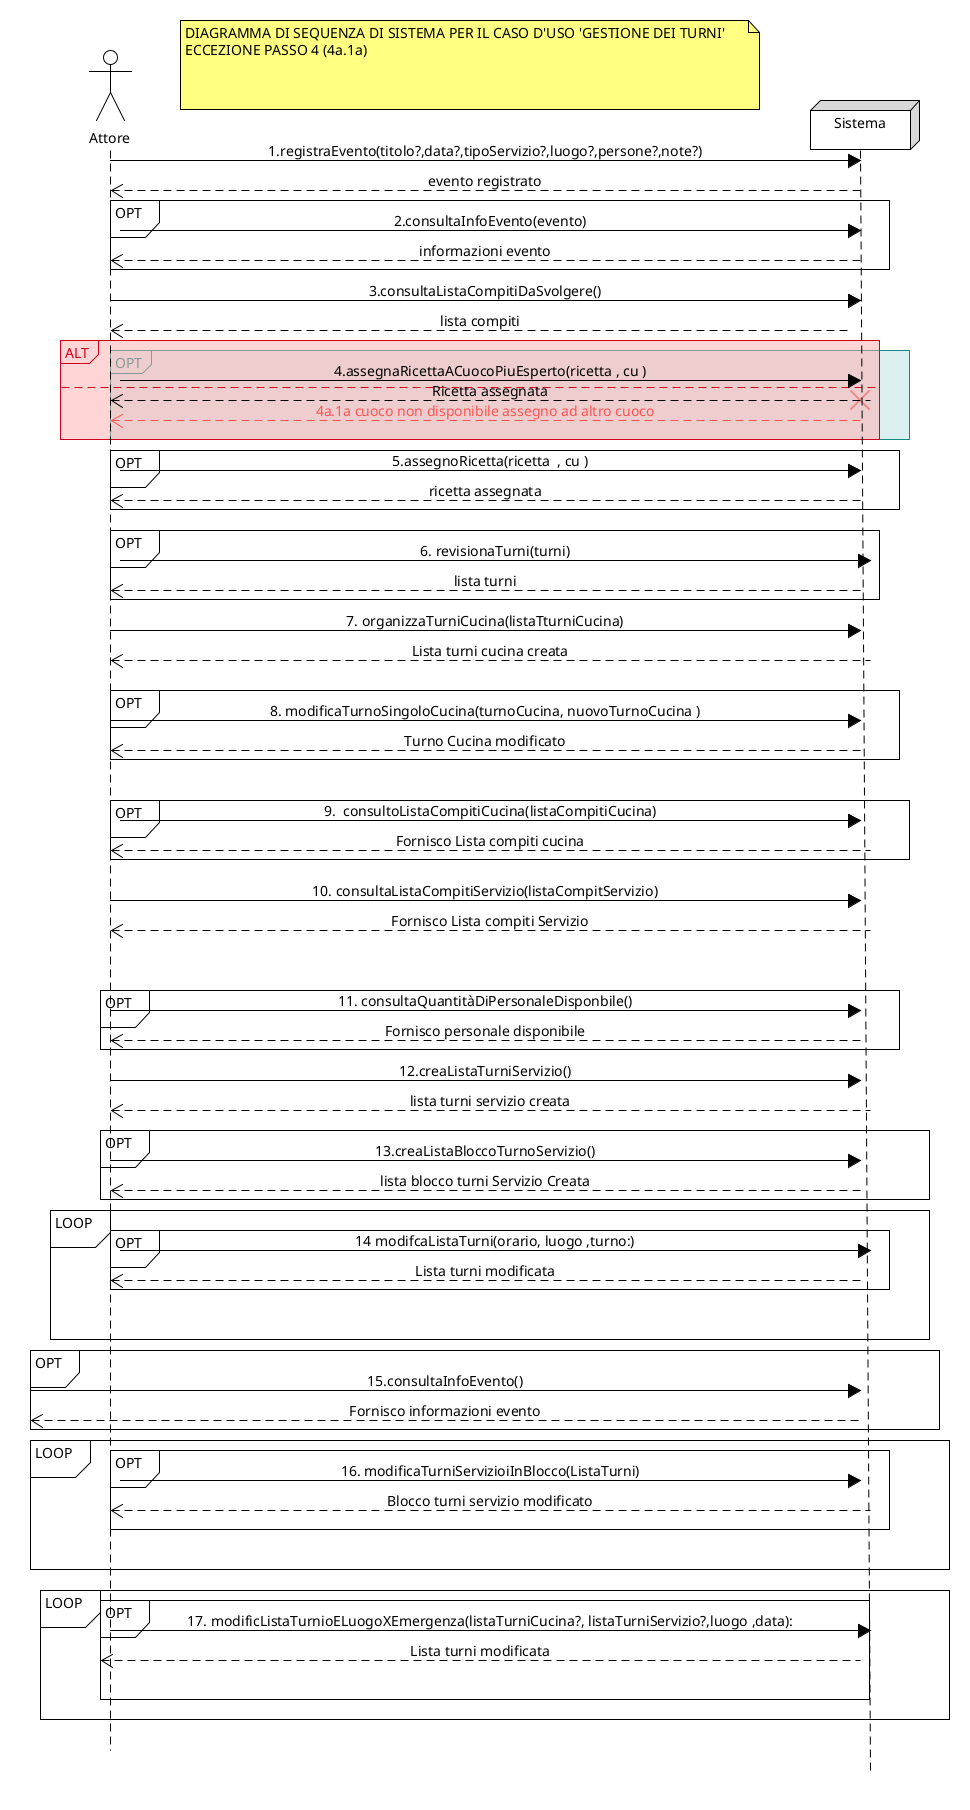 DIAGRAMMA DI SEQUENZA DI SISTEMA PER IL CASO D'USO 'GESTIONE DEI TURNI'
ECCEZIONE PASSO 4 (4a.1a)
Attore
Sistema
1.registraEvento(titolo?,data?,tipoServizio?,luogo?,persone?,note?)
evento registrato
OPT
2.consultaInfoEvento(evento)
informazioni evento
3.consultaListaCompitiDaSvolgere()
lista compiti
ALT
OPT
4.assegnaRicettaACuocoPiuEsperto(ricetta , cu )
Ricetta assegnata
4a.1a cuoco non disponibile assegno ad altro cuoco
OPT
5.assegnoRicetta(ricetta  , cu )
ricetta assegnata
OPT
6. revisionaTurni(turni)
lista turni
7. organizzaTurniCucina(listaTturniCucina)
Lista turni cucina creata
OPT
8. modificaTurnoSingoloCucina(turnoCucina, nuovoTurnoCucina )
Turno Cucina modificato
OPT
9.  consultoListaCompitiCucina(listaCompitiCucina)
Fornisco Lista compiti cucina
10. consultaListaCompitiServizio(listaCompitServizio)
Fornisco Lista compiti Servizio
OPT
11. consultaQuantitàDiPersonaleDisponbile()
Fornisco personale disponibile
12.creaListaTurniServizio()
lista turni servizio creata
OPT
13.creaListaBloccoTurnoServizio()
lista blocco turni Servizio Creata
LOOP
OPT
14 modifcaListaTurni(orario, luogo ,turno:)
Lista turni modificata
OPT
15.consultaInfoEvento()
Fornisco informazioni evento
LOOP
OPT
16. modificaTurniServizioiInBlocco(ListaTurni)
Blocco turni servizio modificato
LOOP
OPT
17. modificListaTurnioELuogoXEmergenza(listaTurniCucina?, listaTurniServizio?,luogo ,data):
Lista turni modificata